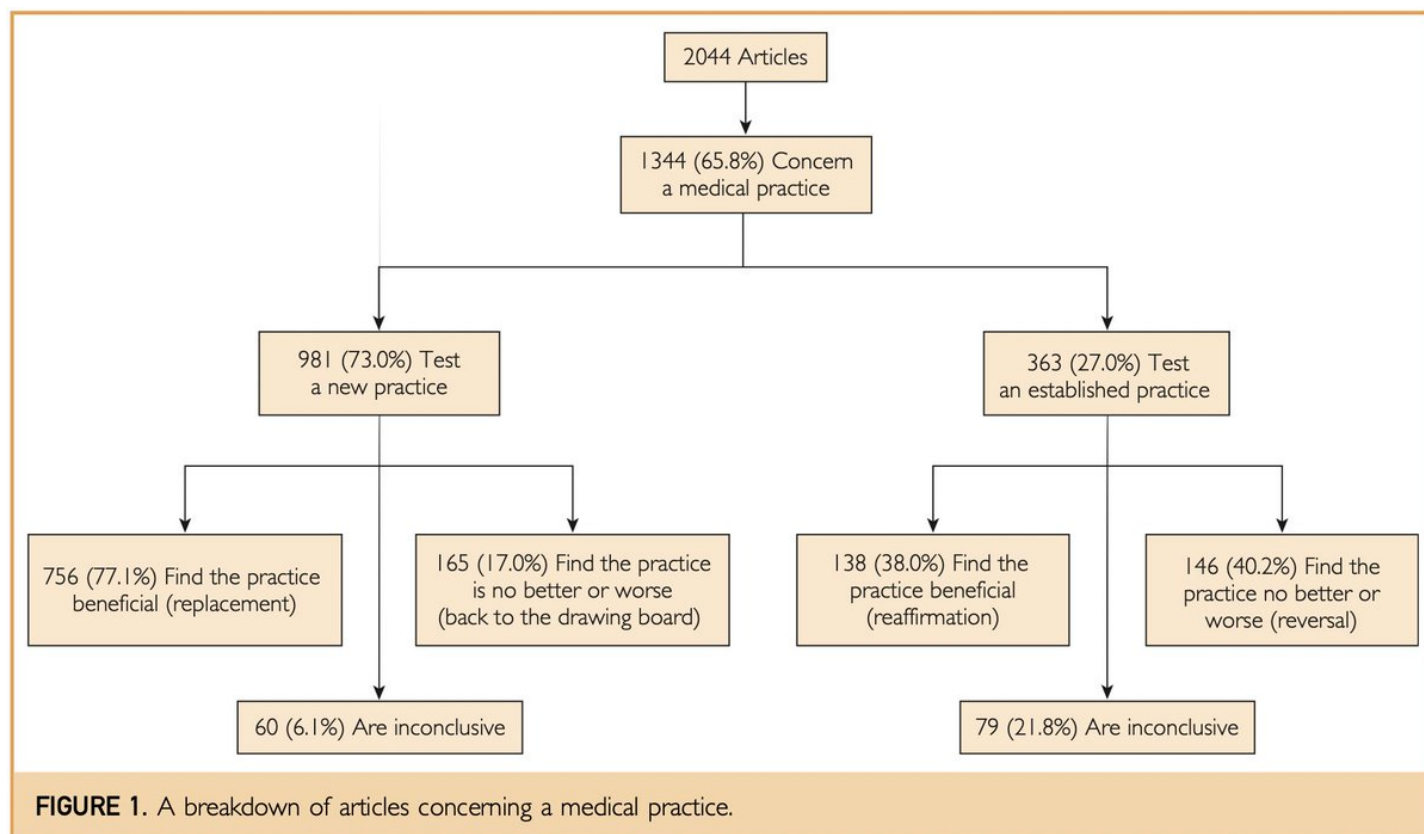 2044 Articles
1344 (65.8%) Concern
a medical practice
981 (73.0%) Test
a new practice
363 (27.0%) Test
an established practice
756 (77.1%) Find the practice
beneficial (replacement)
165 (17.0%) Find the practice
is no better or worse
(back to the drawing board)
138 (38.0%) Find the
practice beneficial
(reaffirmation)
146 (40.2%) Find the
practice no better or
worse (reversal)
60 (6.1%) Are inconclusive
79 (21.8%) Are inconclusive
FIGURE 1. A breakdown of articles concerning a medical practice.